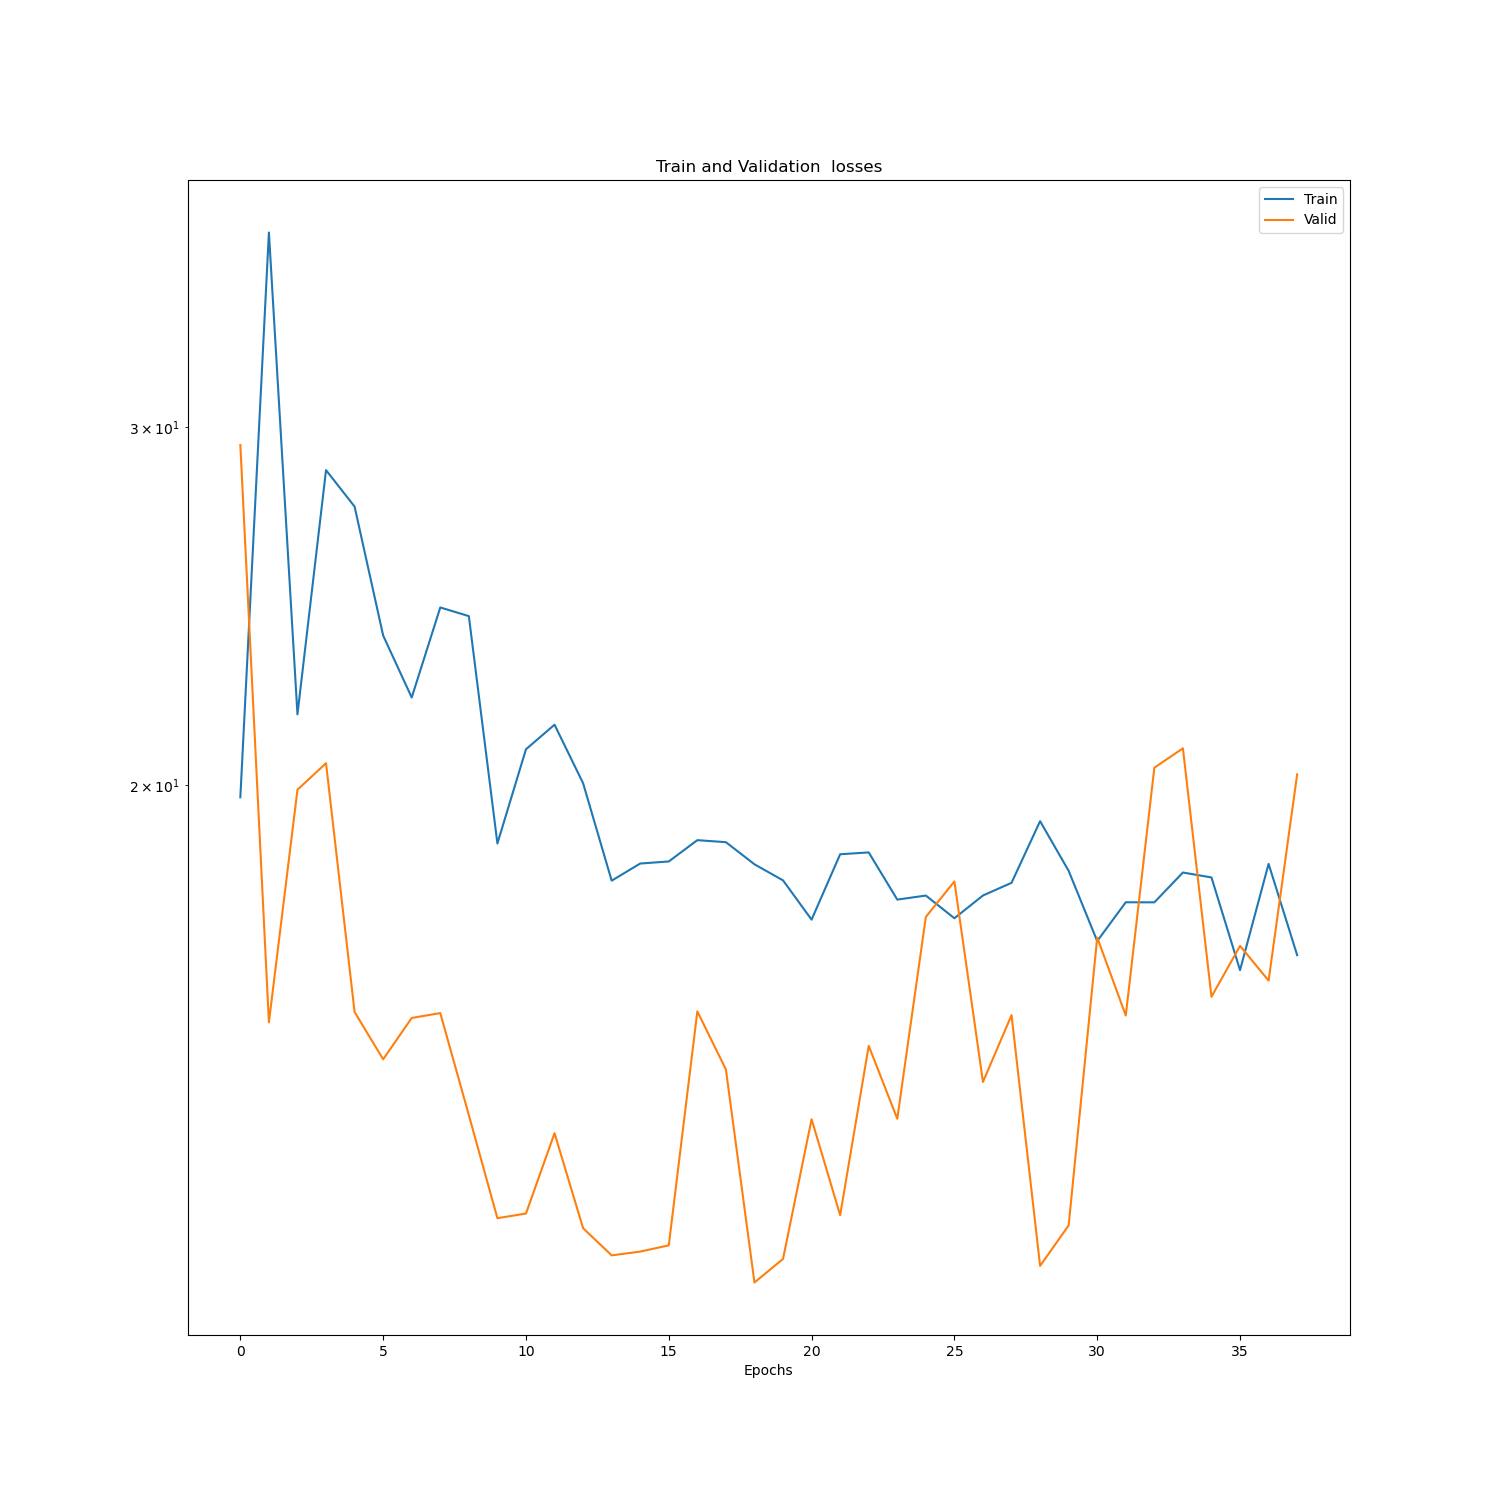 Train and Validation  losses
Train
Valid
3 × 10¹
2 × 10¹
0 5 10 15 20 25 30 35
Epochs